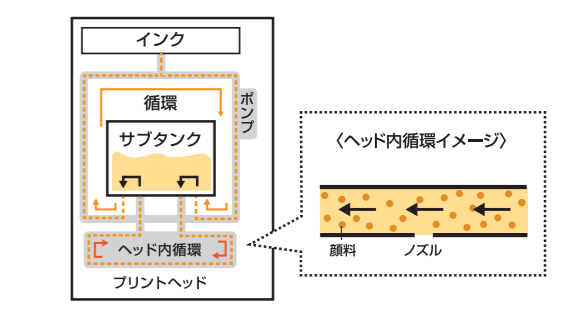 インク
循環
ポンプ
サブタンク
ヘッド内循環
プリントヘッド
〈ヘッド内循環イメージ〉
顔料
ノズル